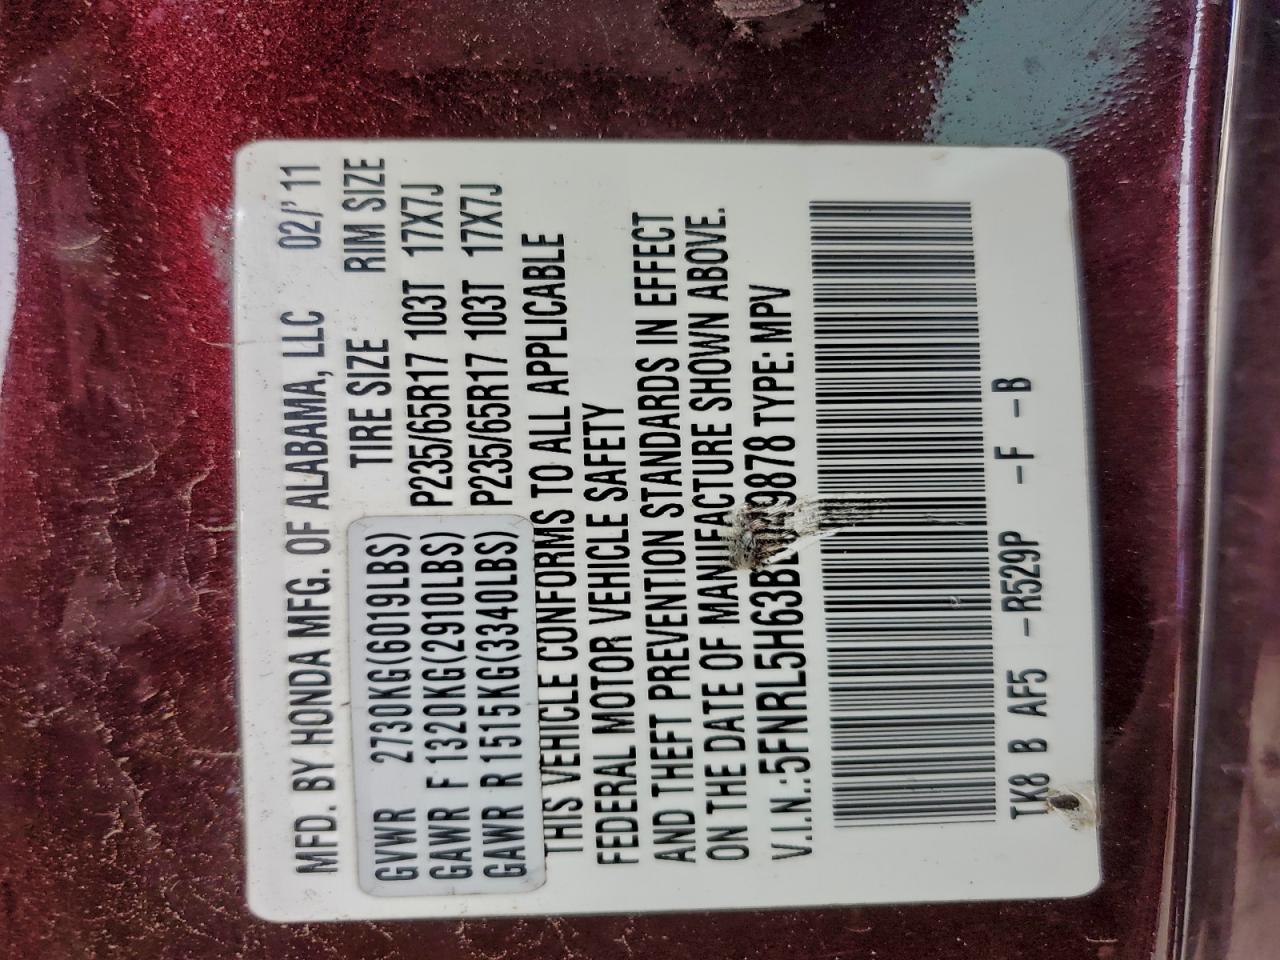 MFD. BY HONDA MFG. OF ALABAMA, LLC 02/'11
TIRE SIZE RIM SIZE
GVWR 2730KG(6019LBS)
GAWR F 1320KG(2910LBS) P235/65R17 103T 17X7J
GAWR R 1515KG(3340LBS) P235/65R17 103T 17X7J
THIS VEHICLE CONFORMS TO ALL APPLICABLE
FEDERAL MOTOR VEHICLE SAFETY
AND THEFT PREVENTION STANDARDS IN EFFECT
ON THE DATE OF MANUFACTURE SHOWN ABOVE.
V.I.N.: TYPE: MPV
TK8 B AF5 -R529P -F -B